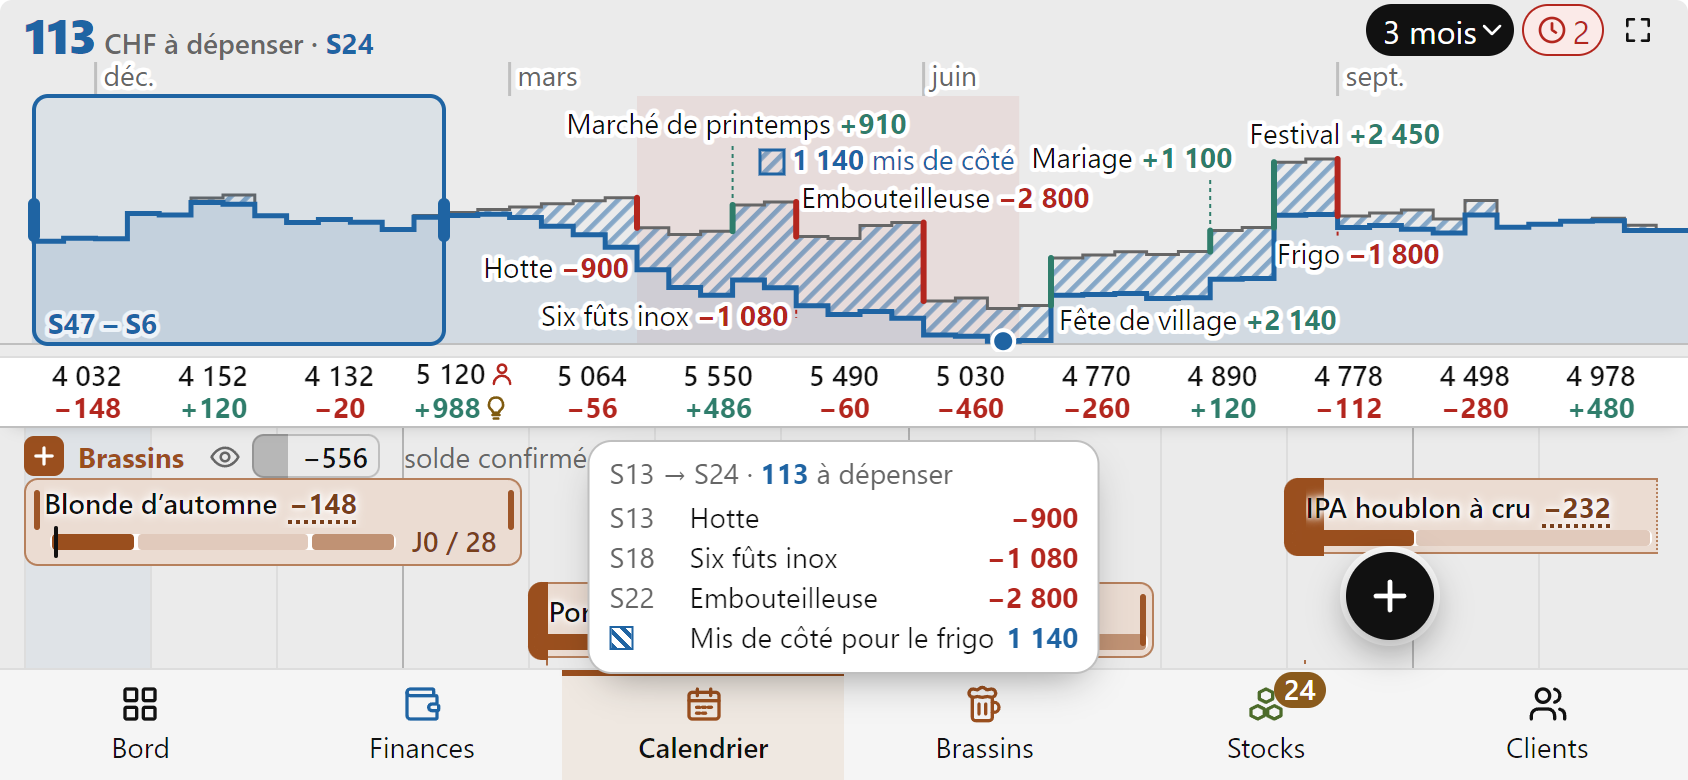 113 CHF à dépenser · S24
3 mois
2
déc.
mars
juin
sept.
Marché de printemps +910
1 140 mis de côté
Mariage +1 100
Festival +2 450
Embouteilleuse −2 800
Hotte −900
Frigo −1 800
Six fûts inox −1 080
Fête de village +2 140
S47 – S6
4 032 4 152 4 132 5 120 5 064 5 550 5 490 5 030 4 770 4 890 4 778 4 498 4 978
−148 +120 −20 +988 −56 +486 −60 −460 −260 +120 −112 −280 +480
Brassins
−556
solde confirmé
Blonde d’automne −148
J0 / 28
S13 → S24 · 113 à dépenser
S13 Hotte −900
S18 Six fûts inox −1 080
S22 Embouteilleuse −2 800
Mis de côté pour le frigo 1 140
IPA houblon à cru −232
Por
24
Bord Finances Calendrier Brassins Stocks Clients